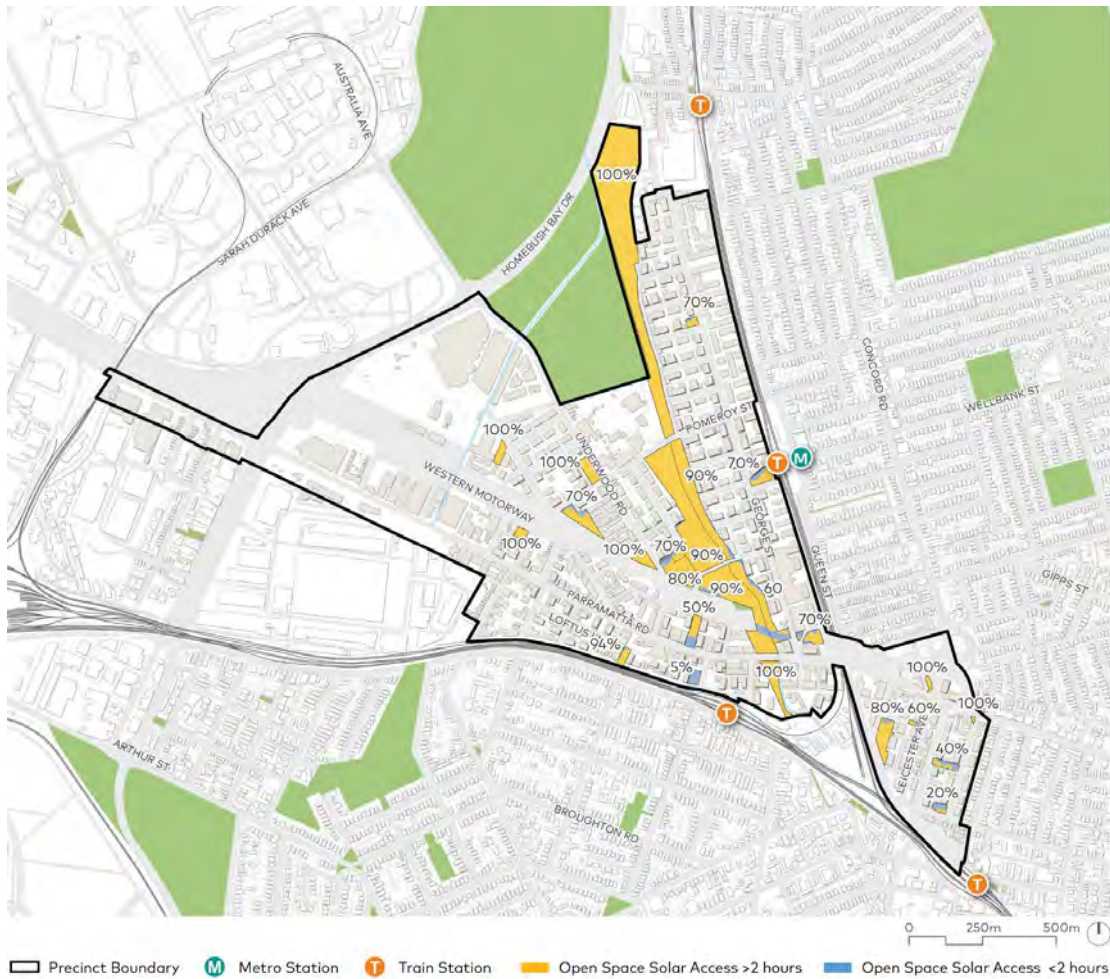 T
AUSTRALIA AVE
100%
SARAH DURACK AVE
HOMEBUSH BAY DR
70%
CONCORD RD
WELLBANK ST
POMEROY ST
100%
UNDERWOOD RD
100%
T M
70%
90%
WESTERN MOTORWAY
70%
GEORGE ST
100%
100%
70%
90%
QUEEN ST
GIPPS ST
80%
90%
60
PARRAMATTA RD
50%
70%
LOFTUS
94%
5%
100%
100%
80%
60%
100%
T
LEICESTER AVE
40%
ARTHUR ST
20%
BROUGHTON RD
T
0 250m 500m
Precinct Boundary M Metro Station T Train Station Open Space Solar Access >2 hours Open Space Solar Access <2 hours